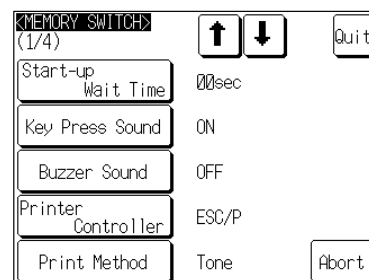 <MEMORY SWITCH>
(1/4)
Quit
Start-up
Wait Time
00sec
Key Press Sound
ON
Buzzer Sound
OFF
Printer
Controller
ESC/P
Print Method
Tone
Abort